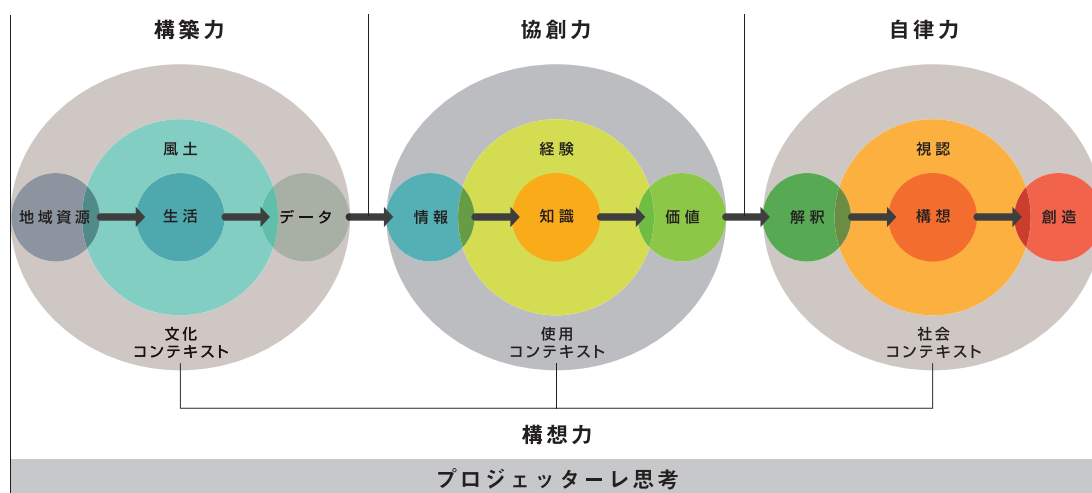 構築力
協創力
自律力
風土
経験
視認
地域資源
生活
データ
情報
知識
価値
解釈
構想
創造
文化
コンテキスト
使用
コンテキスト
社会
コンテキスト
構想力
プロジェッターレ思考